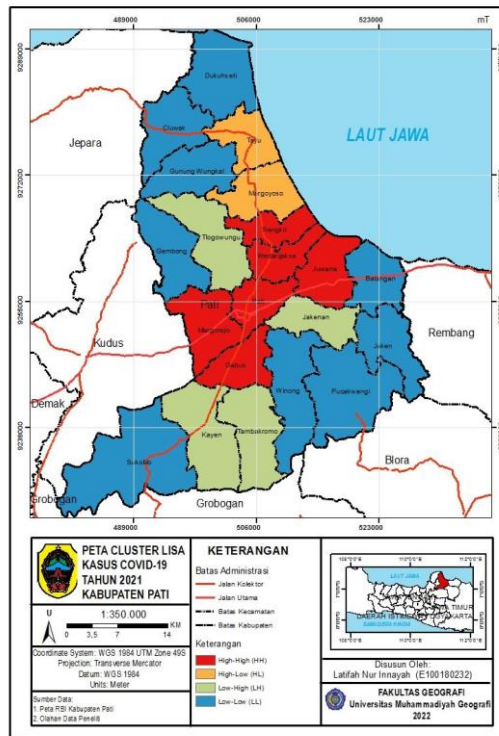 489000 506000 523000 mT
9289000
9272000
9255000
9238000
LAUT JAWA
Jepara
Dukuhseti
Cluwak
Tayu
Gunung Wungkal
Margoyoso
Tlogowungu
Trangkil
Gembong
Wedarijaksa
Juwana
Batangan
Pati
Pati
Jakenan
Margorejo
Kudus
Rembang
Jaken
Gabus
Winong
Pucakwangi
Demak
Kayen
Tambakromo
Sukolilo
Blora
Grobogan
Grobogan
489000 506000 523000
PETA CLUSTER LISA
KASUS COVID-19
TAHUN 2021
KABUPATEN PATI
U
1:350.000
0 3,5 7 14
Coordinate System: WGS 1984 UTM Zone 49S
Projection: Transverse Mercator
Datum: WGS 1984
Units: Meter
Sumber Data:
1. Peta RBI Kabupaten Pati
2. Olahan Data Peneliti
KETERANGAN
Batas Administrasi
Jalan Kolektor
Jalan Utama
Batas Kecamatan
Batas Kabupaten
Keterangan
High-High (HH)
High-Low (HL)
Low-High (LH)
Low-Low (LL)
LAUT JAWA
Disusun Oleh:
Latifah Nur Innayah (E100180232)
FAKULTAS GEOGRAFI
Universitas Muhammadiyah Geografi
2022